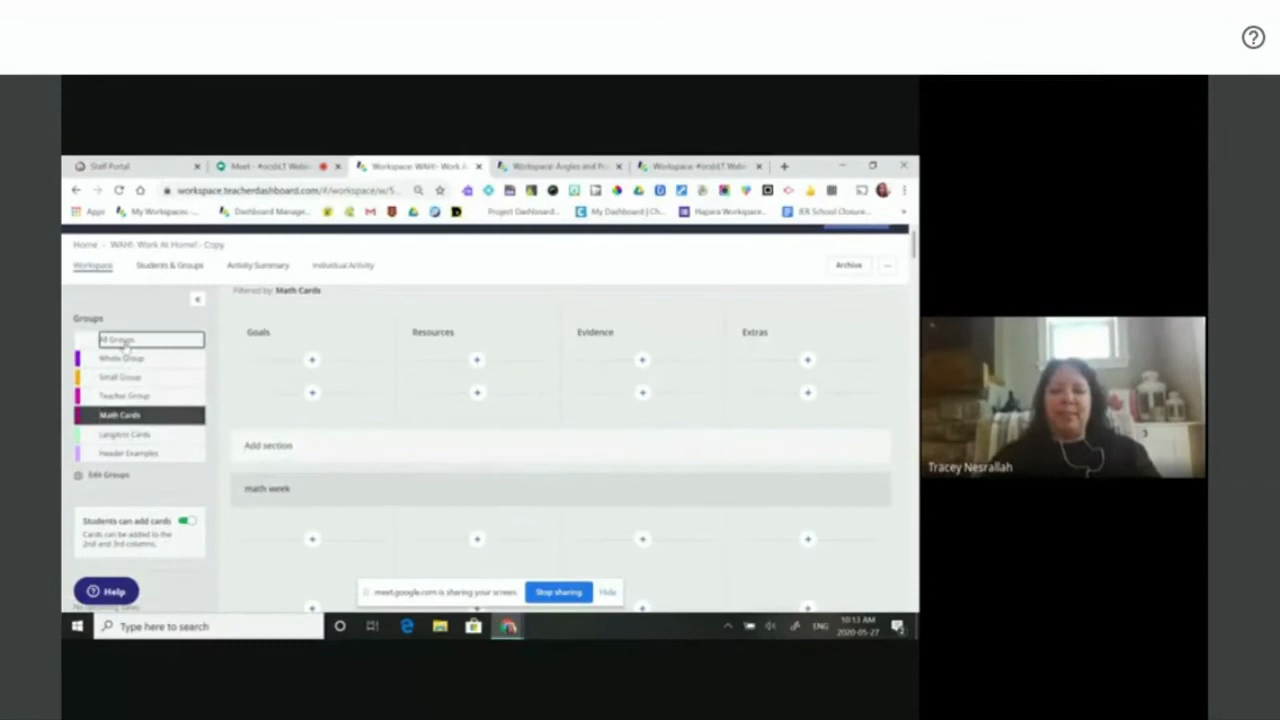 Staff Portal
Meet - #ocsbLT Webin
Workspace: WAH!- Work A
Workspace: Angles and Pr
Workspace: #ocsbLT Webi
workspace.teacherdashboard.com/#/workspace/w/5...
Apps
My Workspaces -...
Dashboard Manage...
Project Dashboard...
My Dashboard | Ch...
Hapara Workspace...
School Closure...
Home - WAH!- Work At Home! - Copy
Workspace
Students & Groups
Activity Summary
Individual Activity
Archive
Filtered by: Math Cards
Groups
All Groups
Whole Group
Small Group
Teacher Group
Math Cards
LangArts Cards
Header Examples
Edit Groups
Goals
Resources
Evidence
Extras
Add section
math week
Students can add cards
Cards can be added to the
2nd and 3rd columns.
Help
meet.google.com is sharing your screen.
Stop sharing
Hide
Type here to search
ENG
10:13 AM
2020-05-27
Tracey Nesrallah